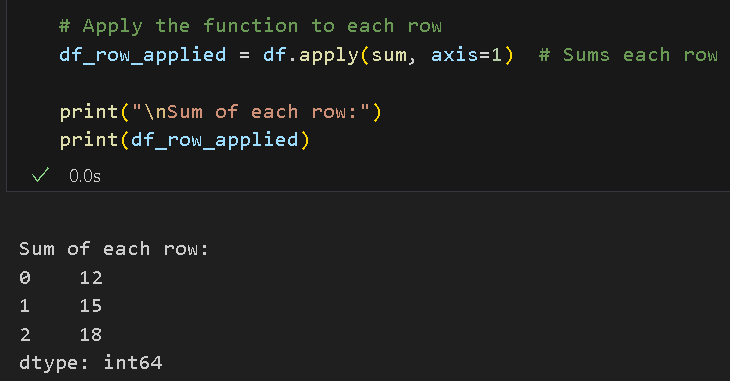 # Apply the function to each row
df_row_applied = df.apply(sum, axis=1)  # Sums each row
print("\nSum of each row:")
print(df_row_applied)
0.0s
Sum of each row:
0    12
1    15
2    18
dtype: int64